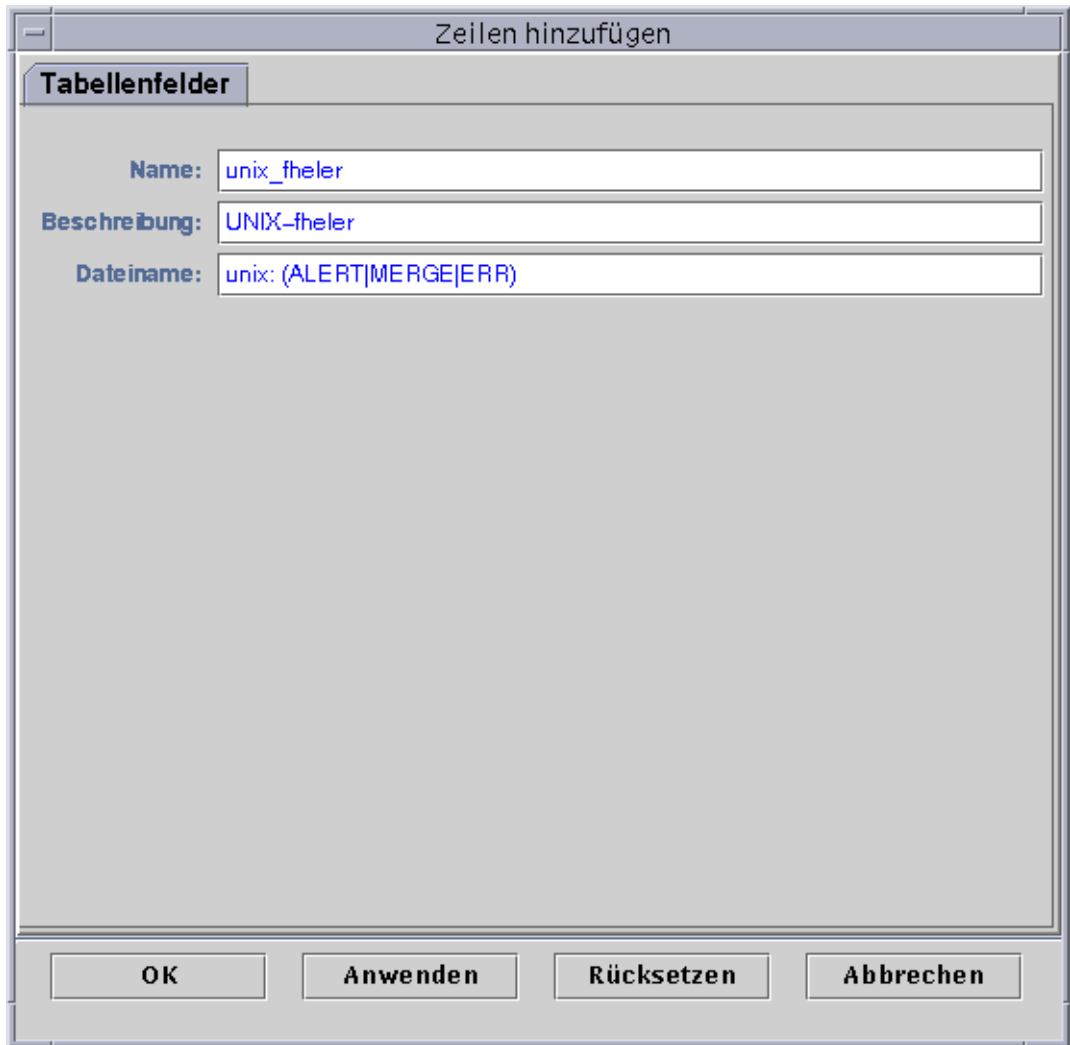 Zeilen hinzufügen
Tabellenfelder
Name: unix_fheler
Beschreibung: UNIX-fheler
Dateiname: unix: (ALERT|MERGE|ERR)
OK Anwenden Rücksetzen Abbrechen